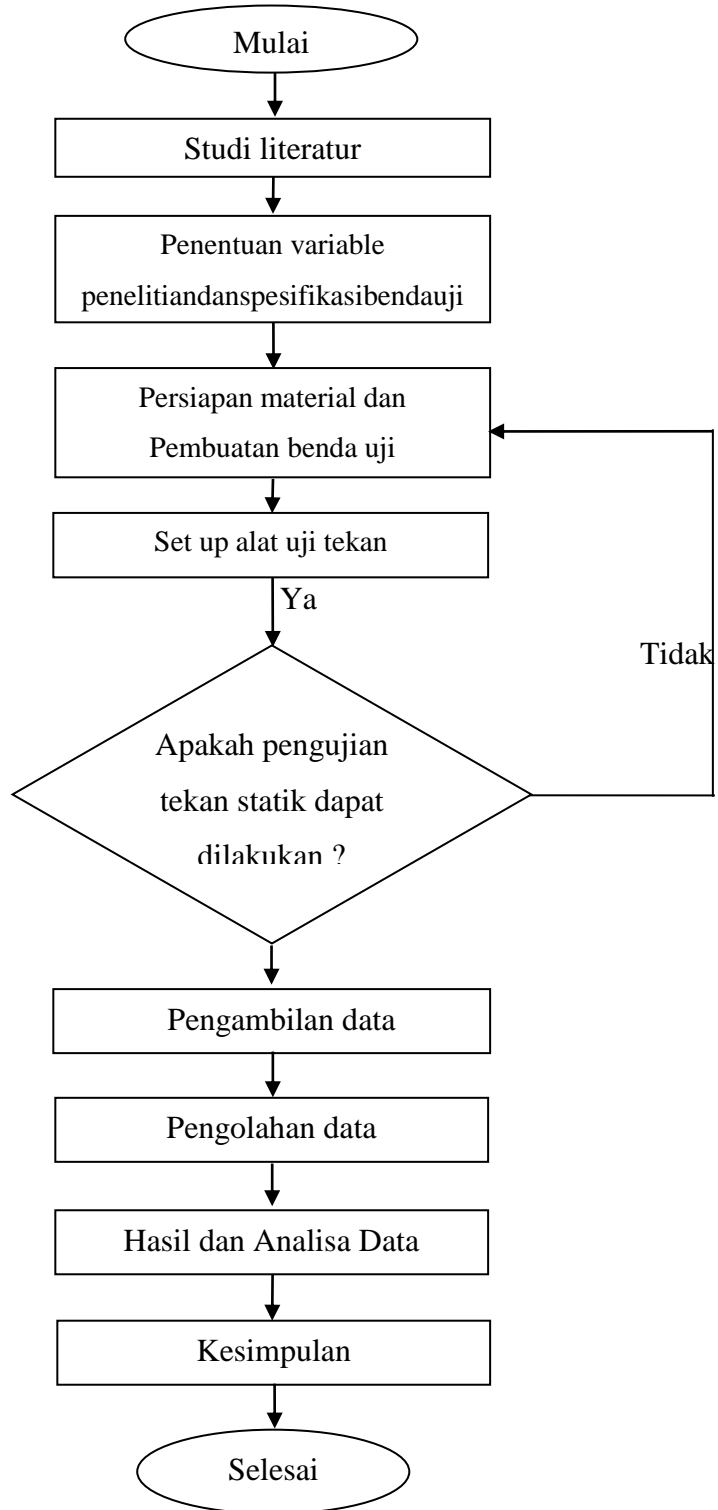 Mulai
Studi literatur
Penentuan variable
penelitiandanspesifikasibendauji
Persiapan material dan
Pembuatan benda uji
Set up alat uji tekan
Ya
Tidak
Apakah pengujian
tekan statik dapat
dilakukan ?
Pengambilan data
Pengolahan data
Hasil dan Analisa Data
Kesimpulan
Selesai